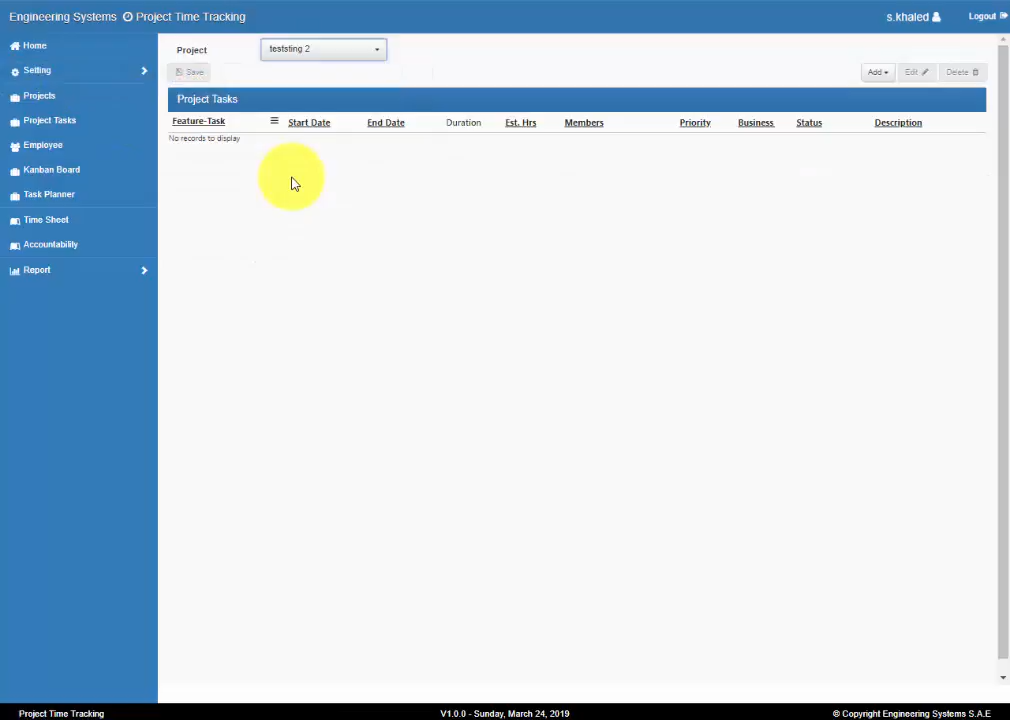 Engineering Systems Project Time Tracking
s.khaled
Logout
Home
Setting
Projects
Project Tasks
Employee
Kanban Board
Task Planner
Time Sheet
Accountability
Report
Project
teststing 2
Save
Add
Edit
Delete
Project Tasks
Feature-Task Start Date End Date Duration Est. Hrs Members Priority Business Status Description
No records to display
Project Time Tracking
V1.0.0 - Sunday, March 24, 2019
© Copyright Engineering Systems S.A.E